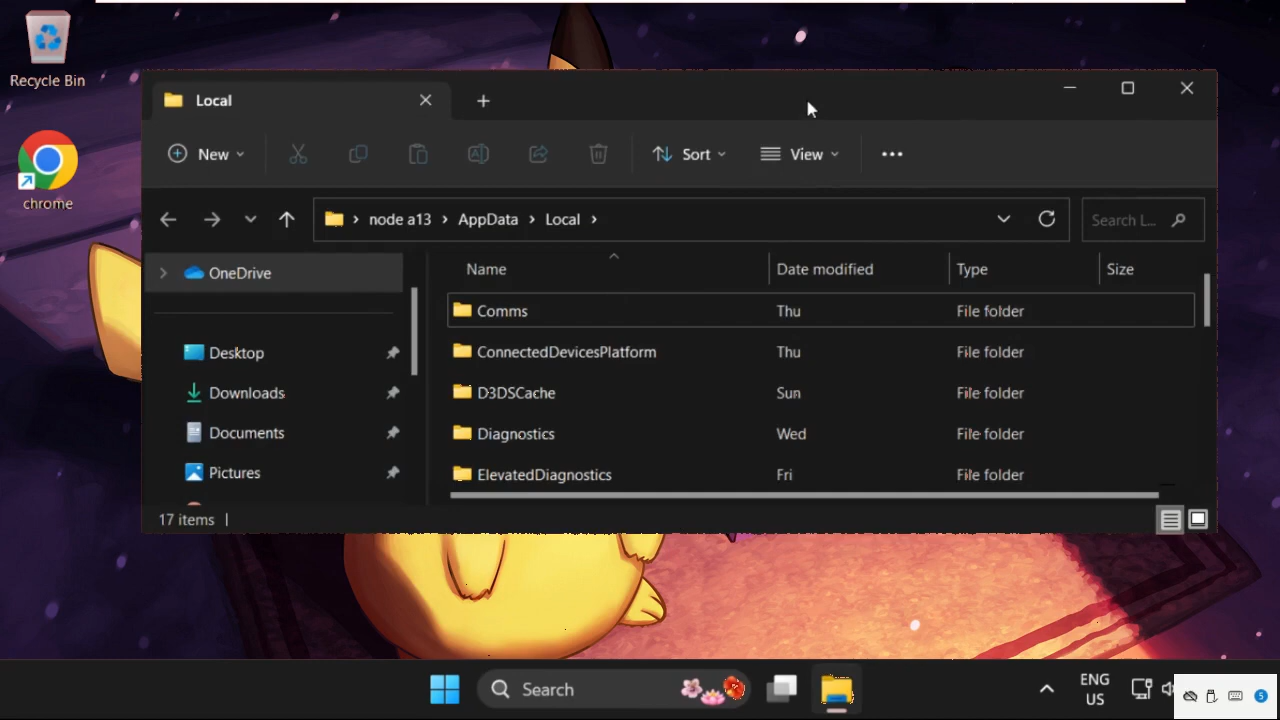 Recycle Bin
chrome
Local
New
Sort
View
node a13 > AppData > Local >
Search L...
OneDrive
Desktop
Downloads
Documents
Pictures
Name Date modified Type Size
Comms Thu File folder
ConnectedDevicesPlatform Thu File folder
D3DSCache Sun File folder
Diagnostics Wed File folder
ElevatedDiagnostics Fri File folder
17 items
Search
ENG
US
5